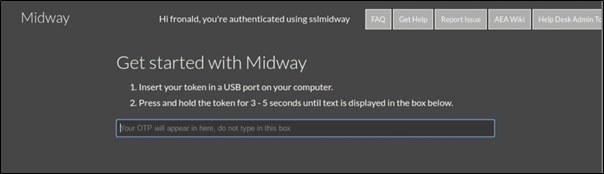 Midway
Hi fronald, you're authenticated using sslmidway
FAQ
Get Help
Report Issue
AEA Wiki
Help Desk Admin To
Get started with Midway
1. Insert your token in a USB port on your computer.
2. Press and hold the token for 3 - 5 seconds until text is displayed in the box below.
Your OTP will appear in here, do not type in this box